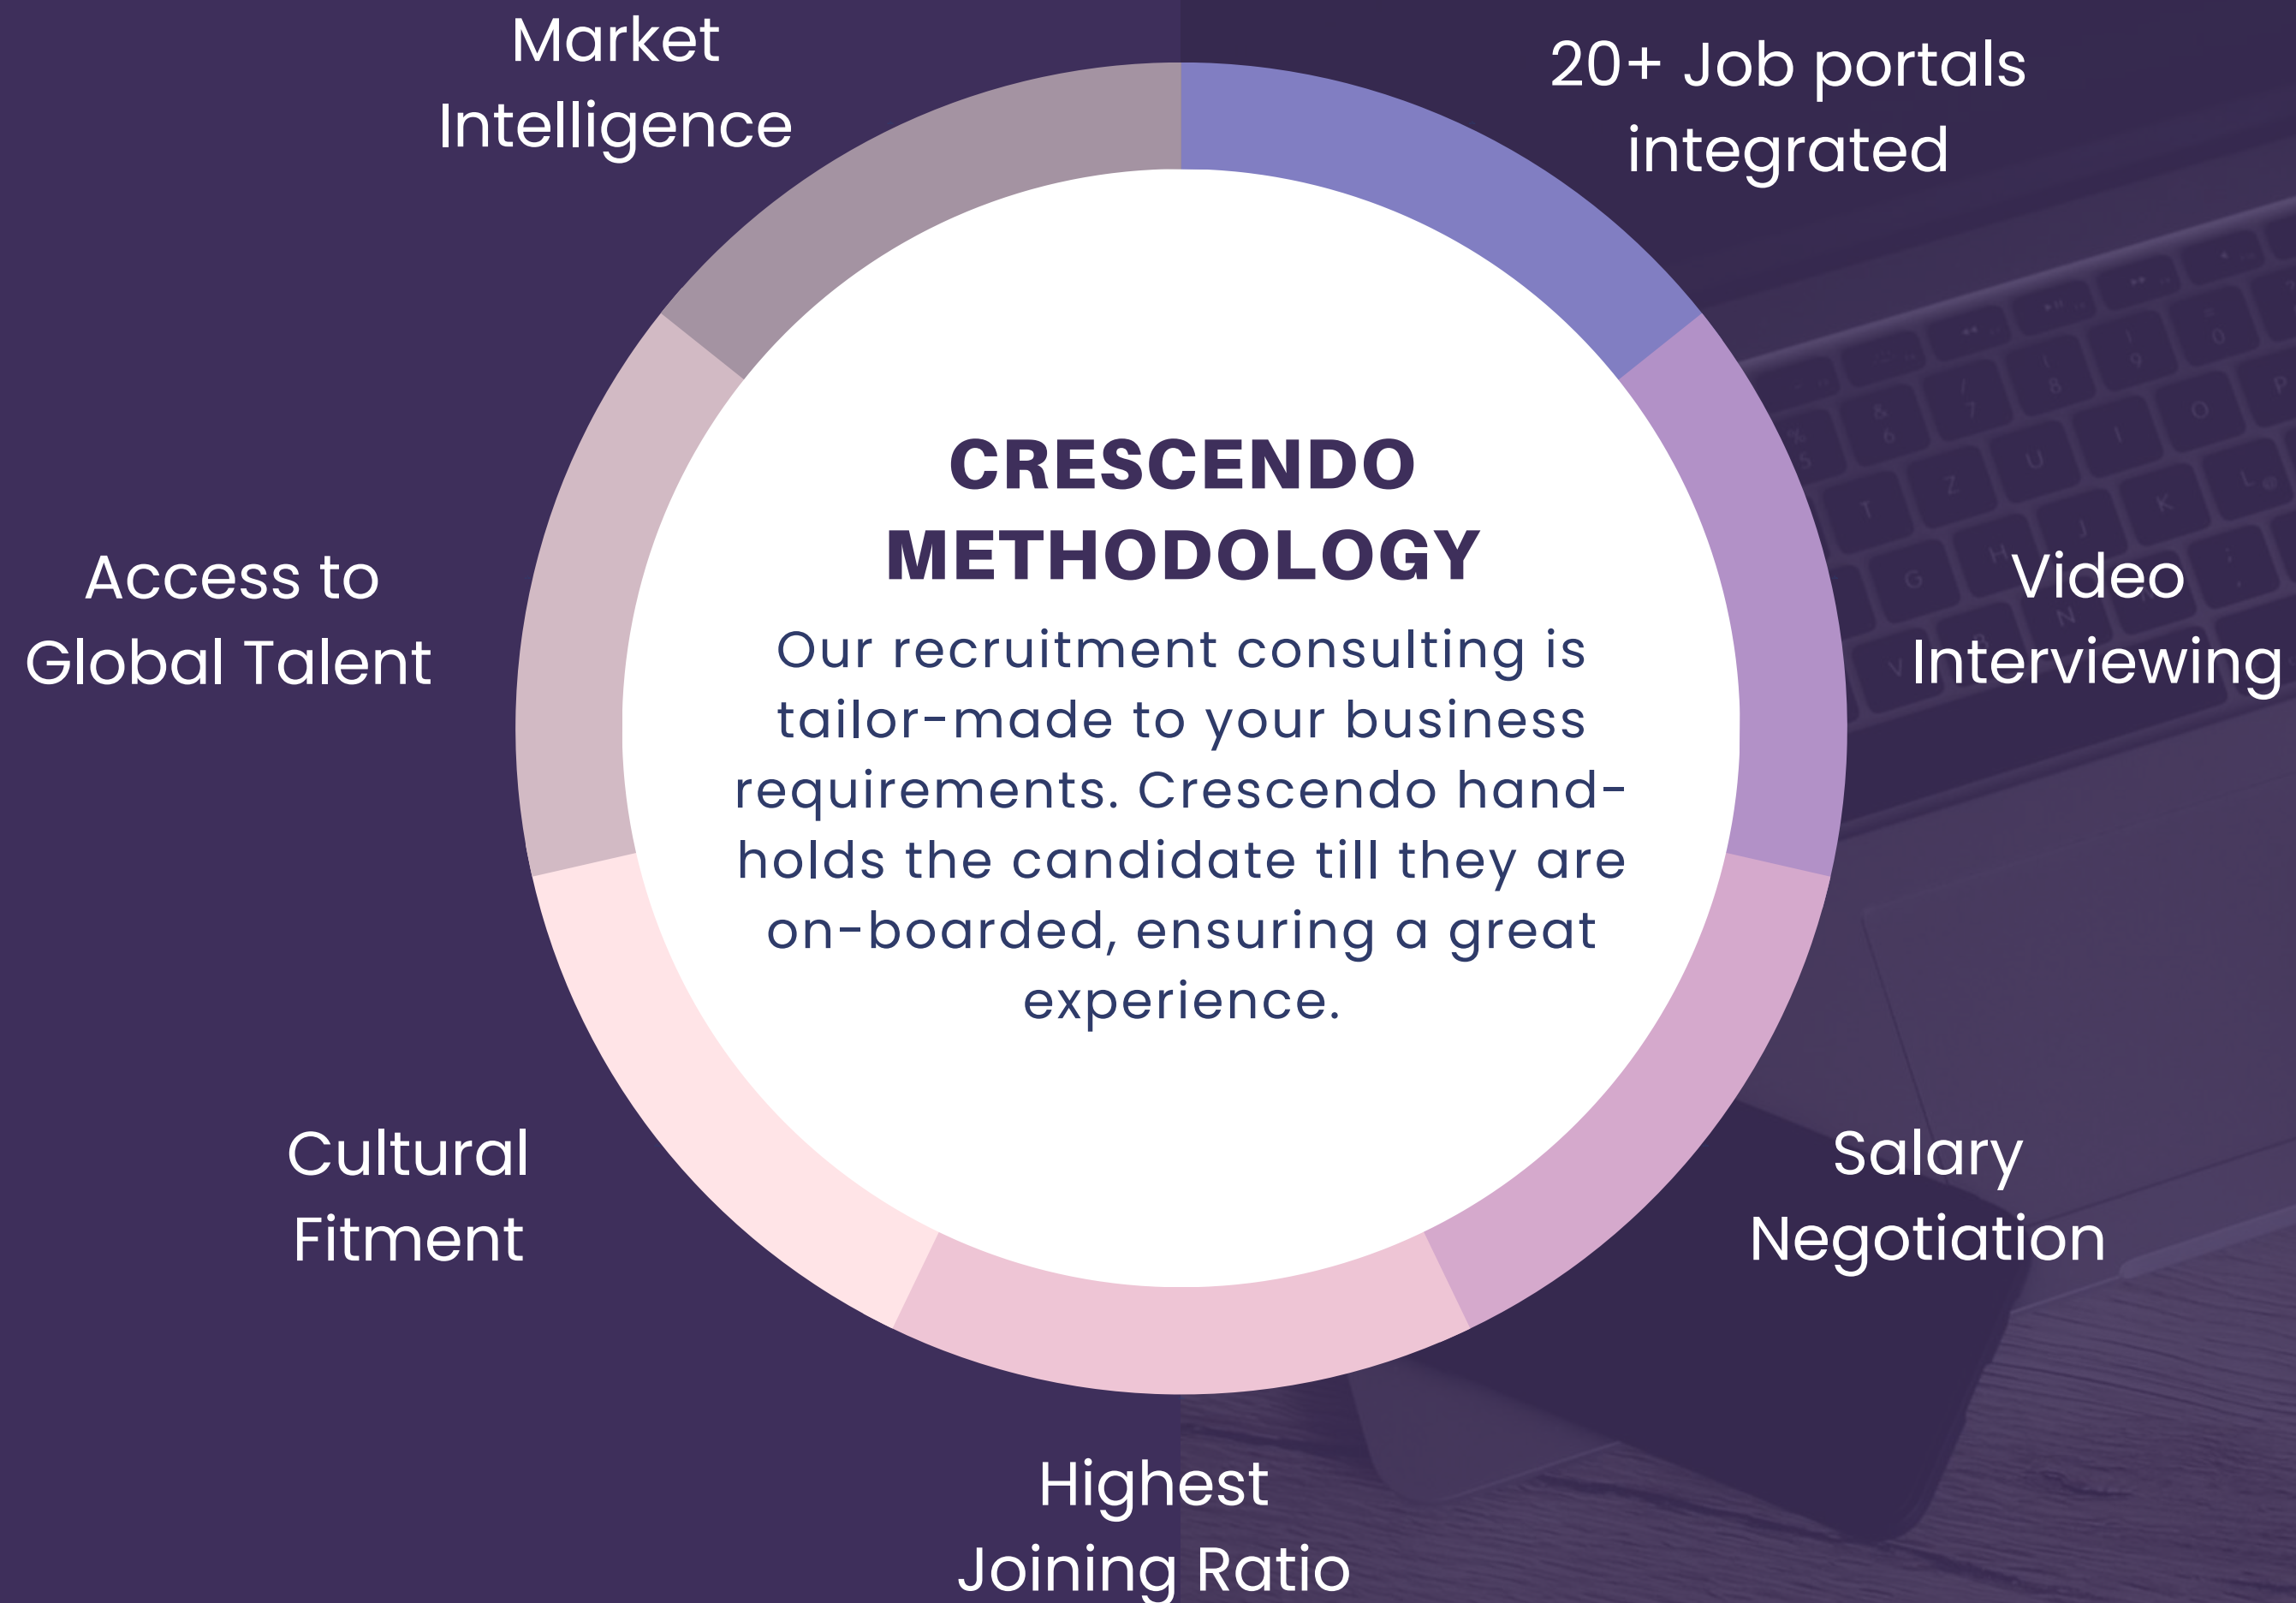 Market
Intelligence
20+ Job portals
integrated
CRESCENDO
METHODOLOGY
Our recruitment consulting is
tailor-made to your business
requirements. Crescendo hand-
holds the candidate till they are
on-boarded, ensuring a great
experience.
Access to
Global Talent
Video
Interviewing
Cultural
Fitment
Salary
Negotiation
Highest
Joining Ratio